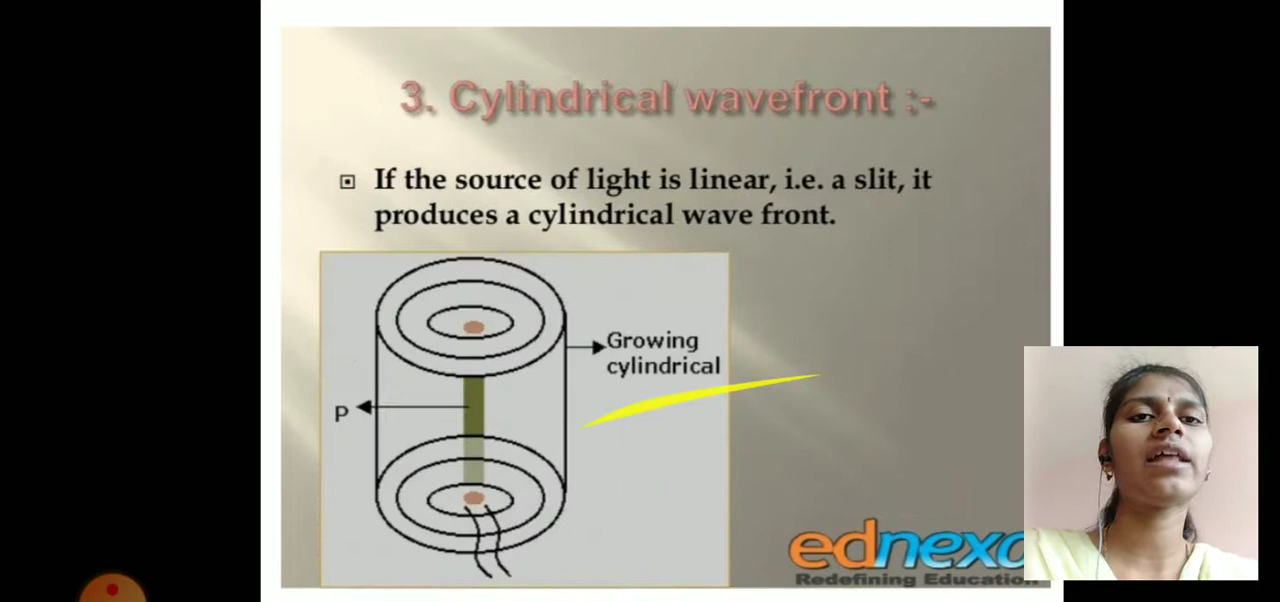 3. Cylindrical wavefront :-
If the source of light is linear, i.e. a slit, it
produces a cylindrical wave front.
Growing
cylindrical
P
ednexa
Redefining Education